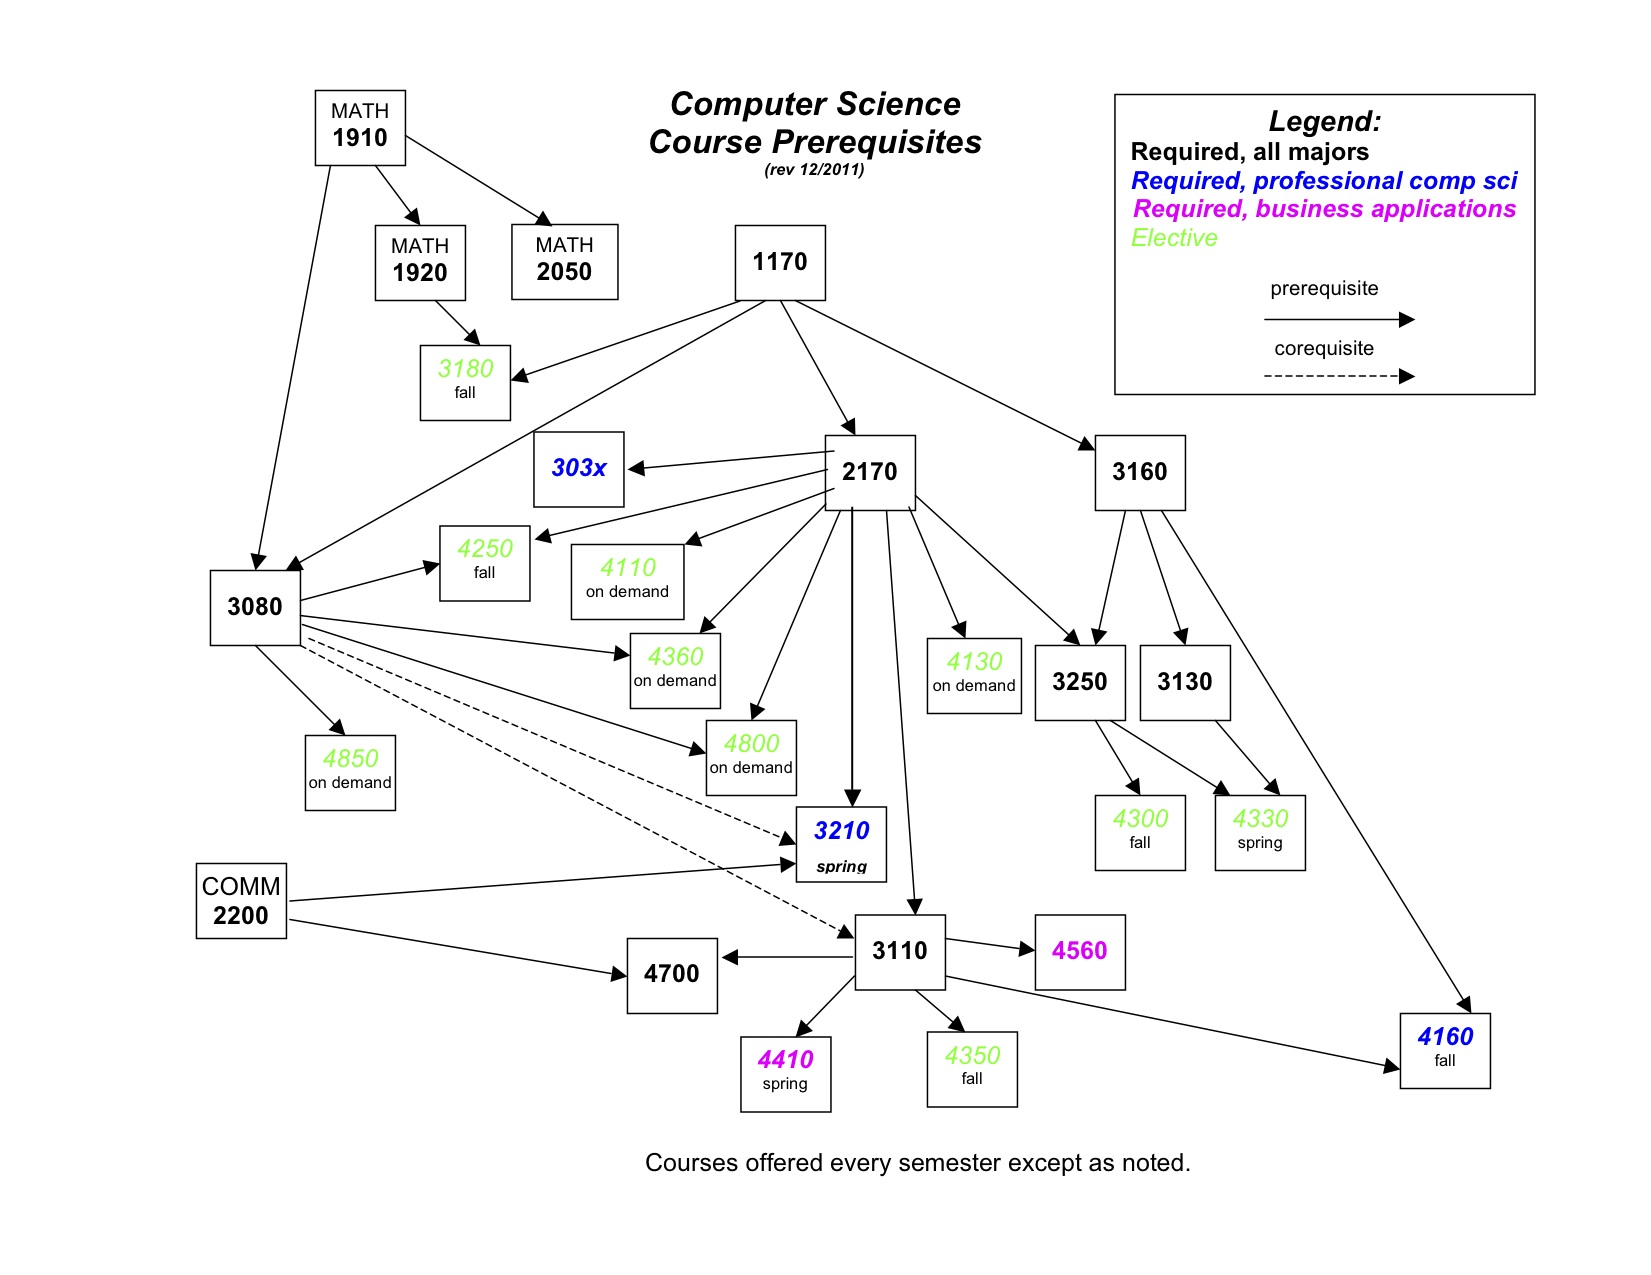 Computer Science
Course Prerequisites
(rev 12/2011)
Legend:
Required, all majors
Required, professional comp sci
Required, business applications
Elective
prerequisite
corequisite
MATH
1910
MATH
1920
MATH
2050
1170
3180
fall
303x
2170
3160
4250
fall
4110
on demand
3080
4360
on demand
4130
on demand
3250
3130
4850
on demand
4800
on demand
3210
spring
4300
fall
4330
spring
COMM
2200
4700
3110
4560
4410
spring
4350
fall
4160
fall
Courses offered every semester except as noted.